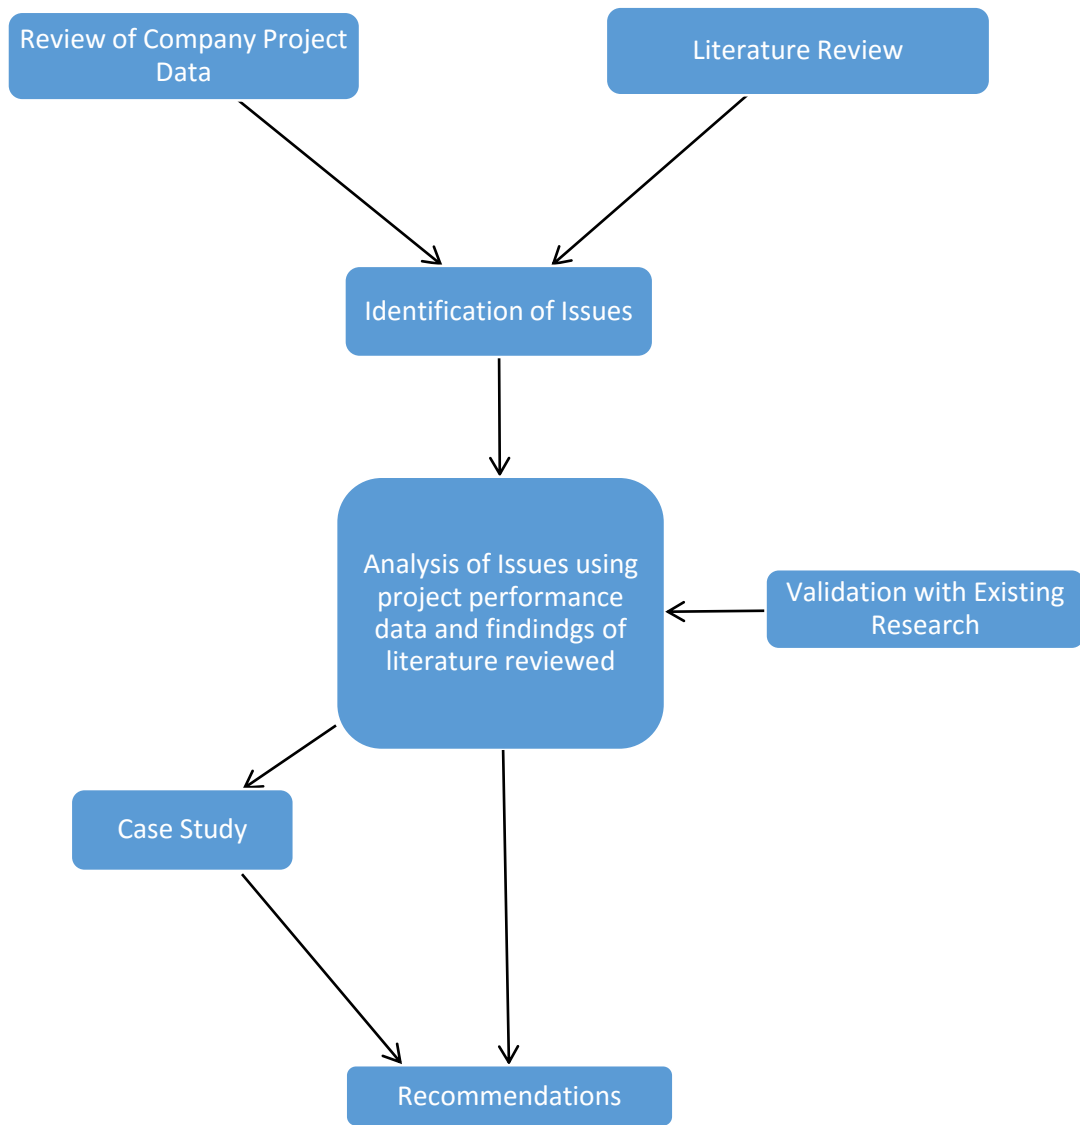 Review of Company Project
Data
Literature Review
Identification of Issues
Analysis of Issues using
project performance
data and findindgs of
literature reviewed
Validation with Existing
Research
Case Study
Recommendations